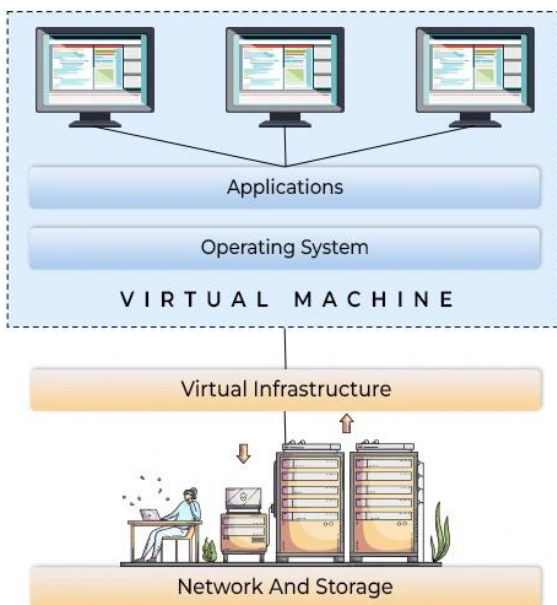 Applications
Operating System
VIRTUAL MACHINE
Virtual Infrastructure
Network And Storage